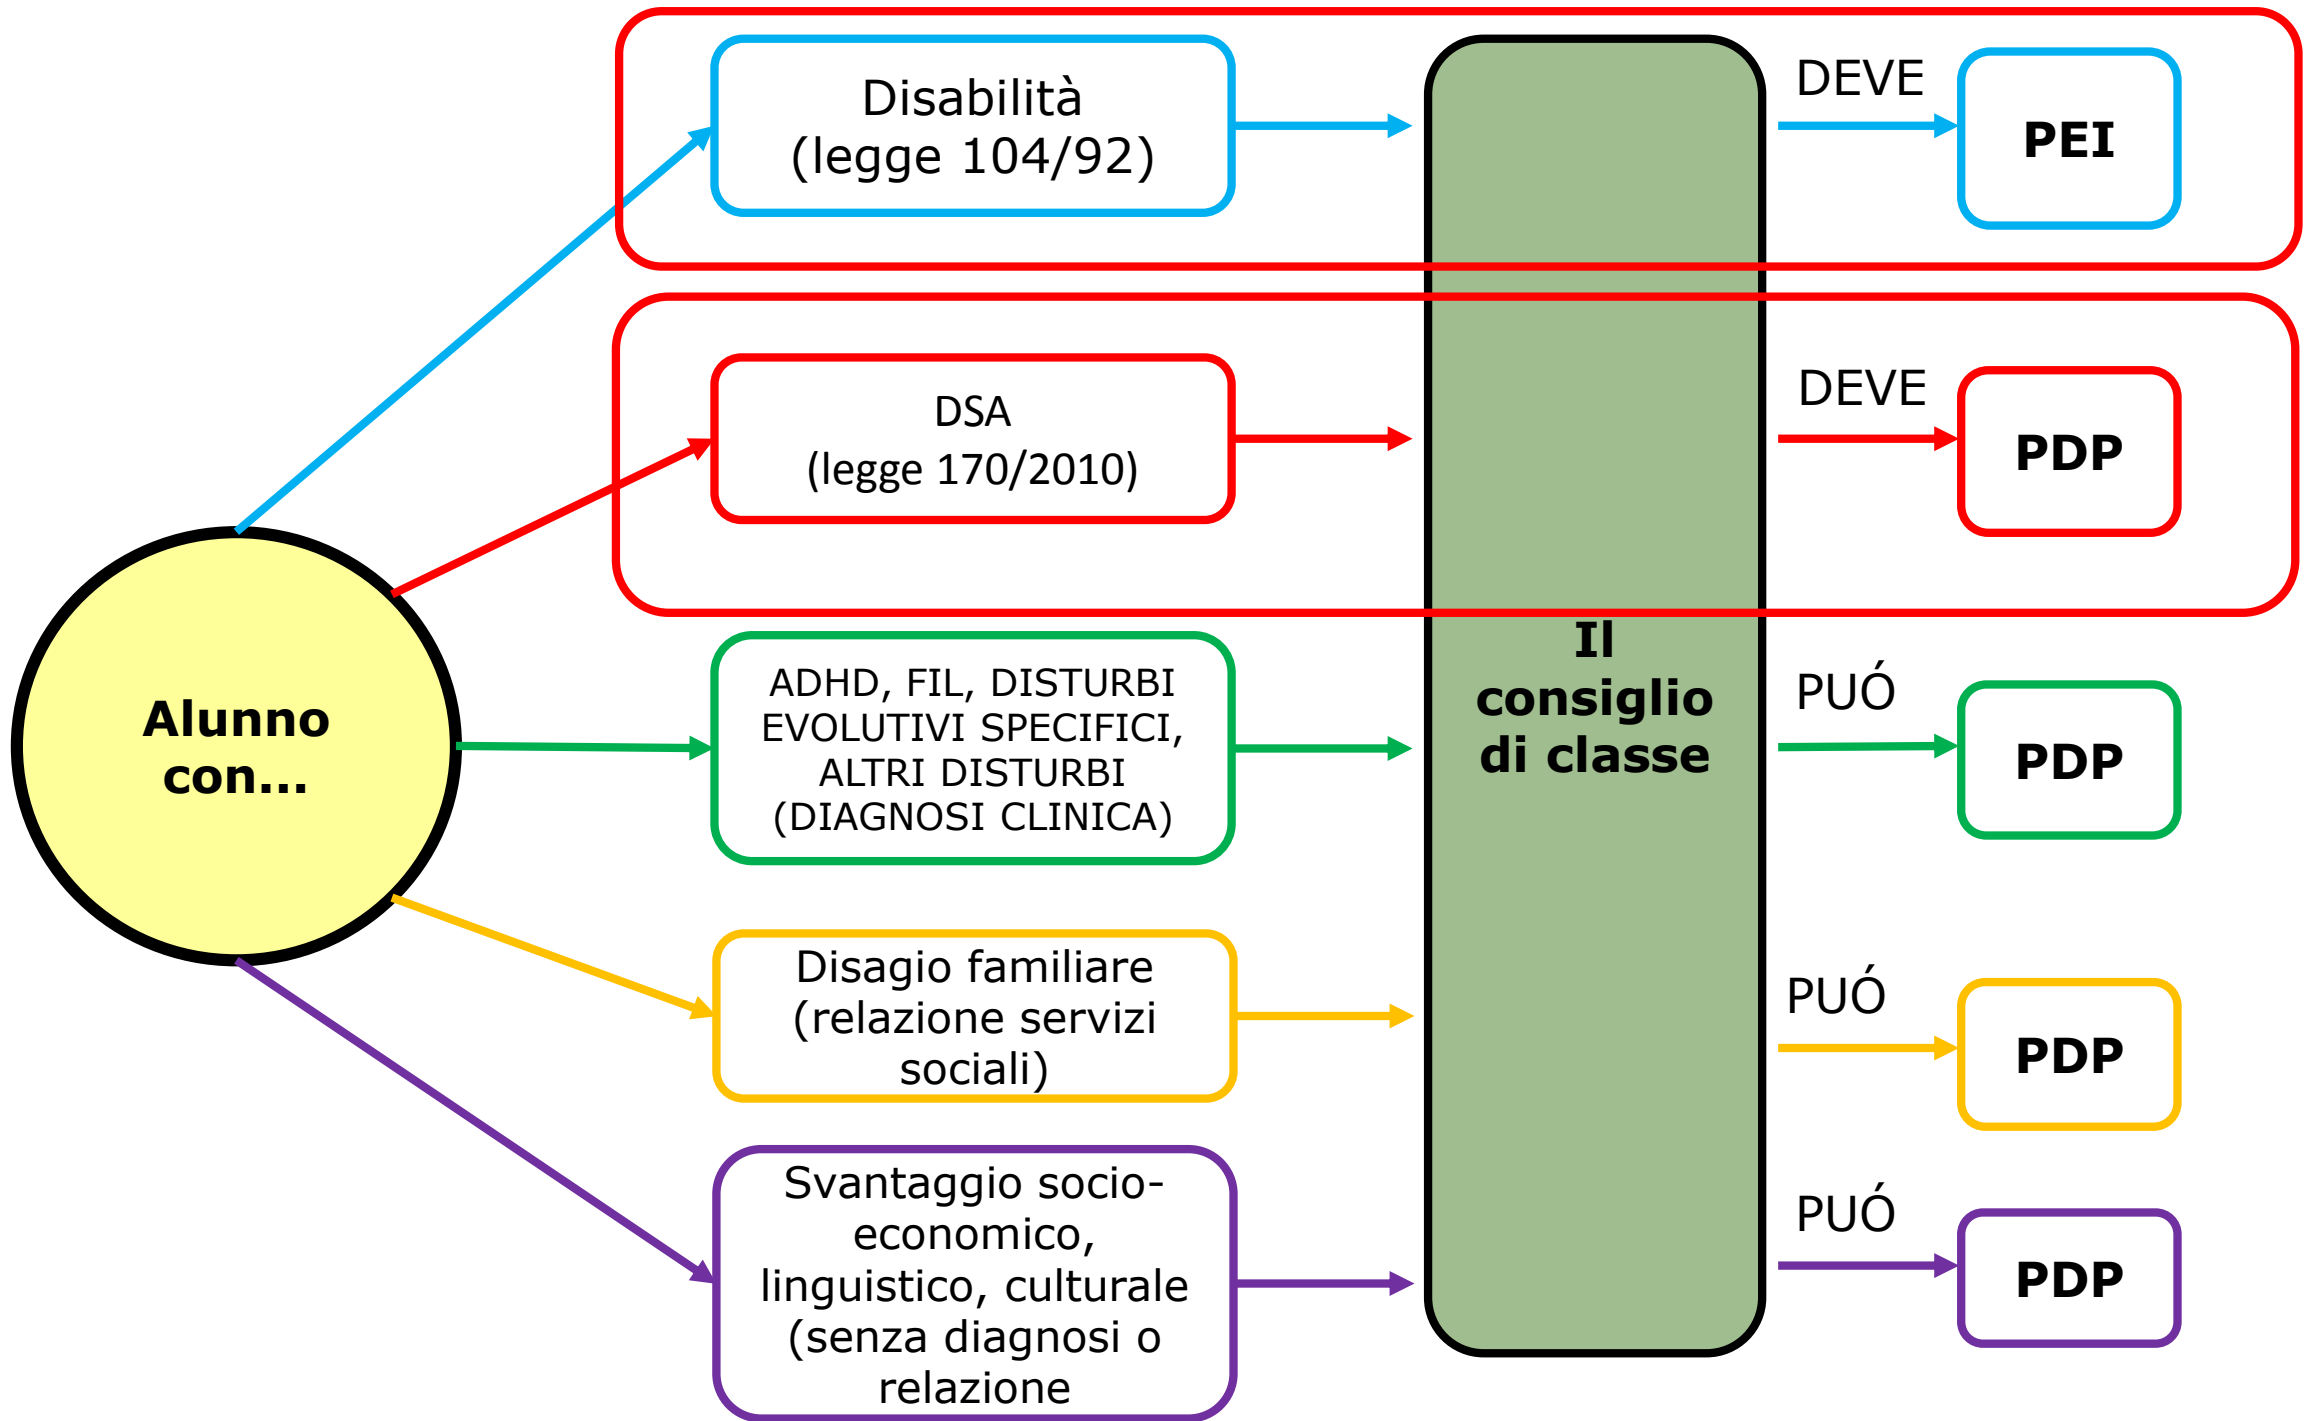 Alunno
con...
Disabilità
(legge 104/92)
DSA
(legge 170/2010)
ADHD, FIL, DISTURBI
EVOLUTIVI SPECIFICI,
ALTRI DISTURBI
(DIAGNOSI CLINICA)
Disagio familiare
(relazione servizi
sociali)
Svantaggio socio-
economico,
linguistico, culturale
(senza diagnosi o
relazione
Il
consiglio
di classe
DEVE
PEI
DEVE
PDP
PUÓ
PDP
PUÓ
PDP
PUÓ
PDP